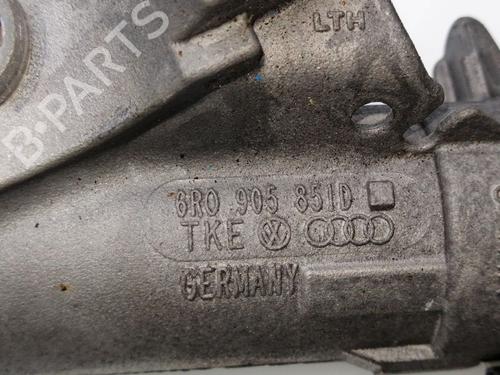 LTH
B-PARTS
6R0 905 851D
TKE
GERMANY